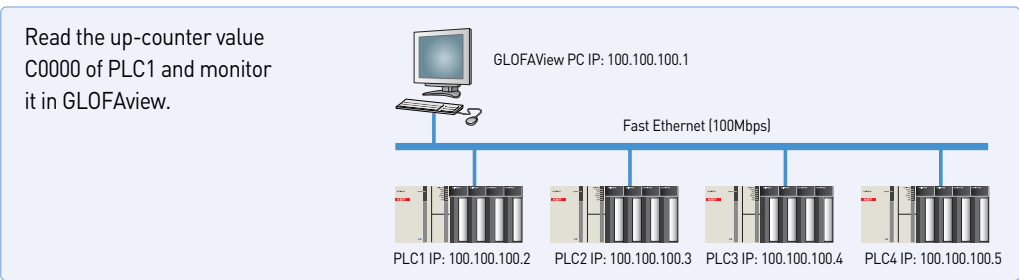 Read the up-counter value
C0000 of PLC1 and monitor
it in GLOFAview.
GLOFAView PC IP: 100.100.100.1
Fast Ethernet (100Mbps)
PLC1 IP: 100.100.100.2
PLC2 IP: 100.100.100.3
PLC3 IP: 100.100.100.4
PLC4 IP: 100.100.100.5